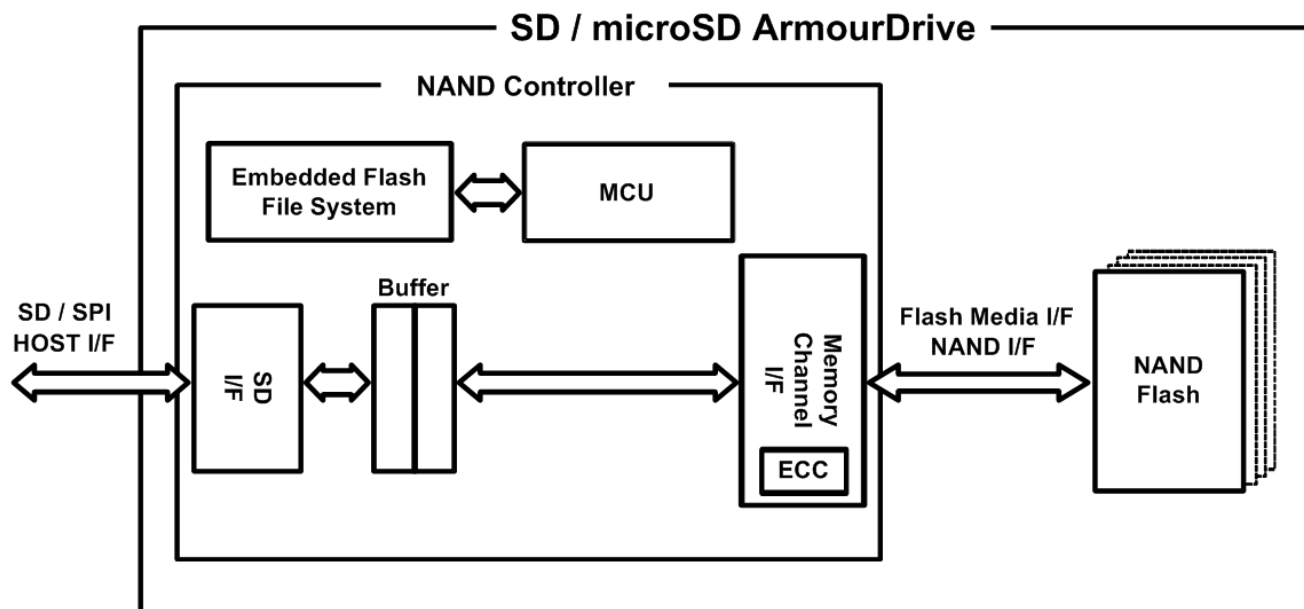 SD / microSD ArmourDrive
NAND Controller
Embedded Flash
File System
MCU
Buffer
SD / SPI
HOST I/F
SD
I/F
Memory
Channel
I/F
ECC
Flash Media I/F
NAND I/F
NAND
Flash